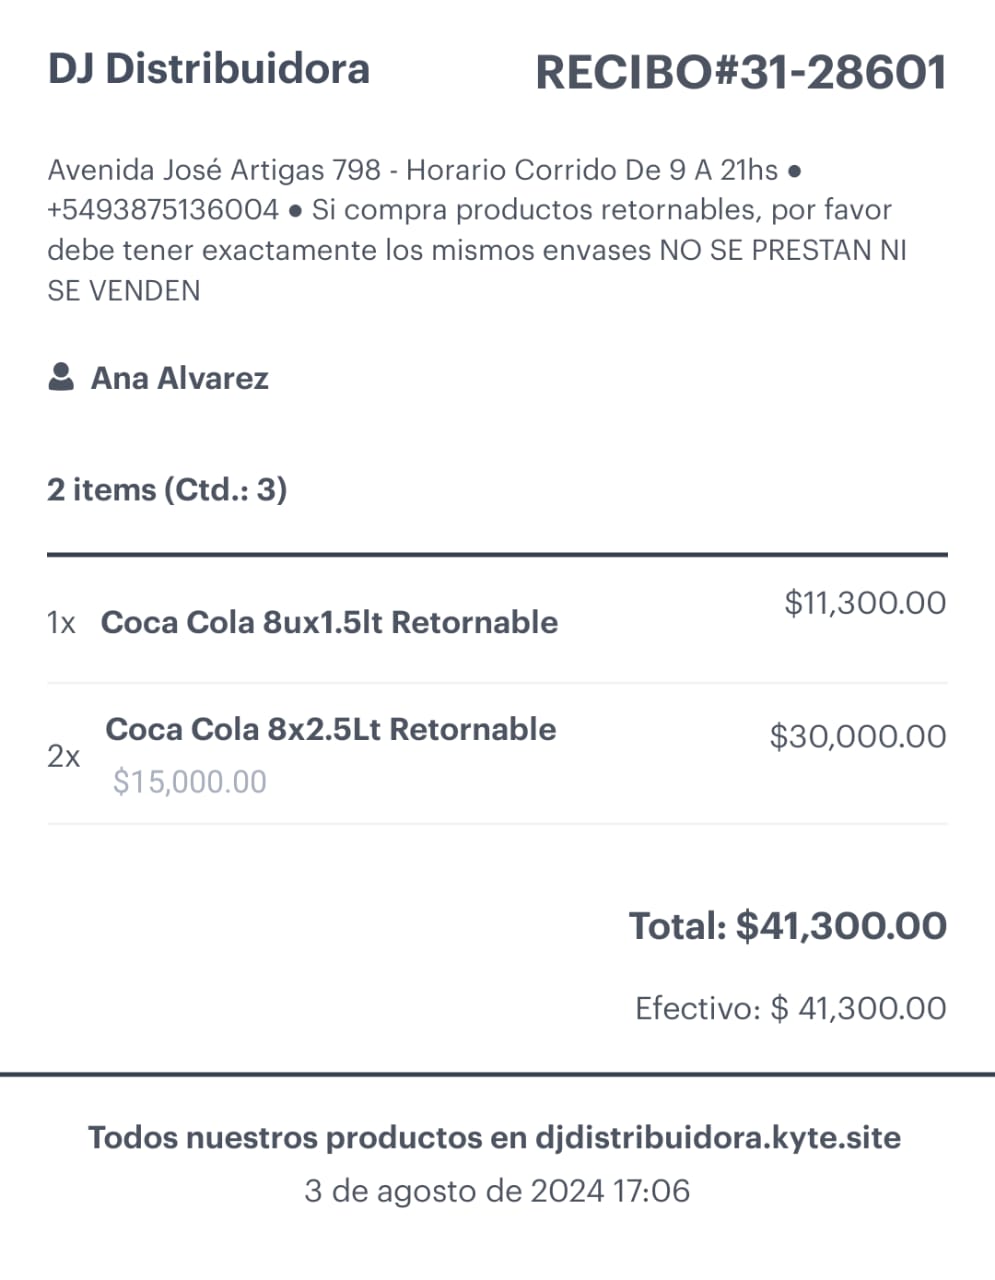 DJ Distribuidora
RECIBO#31-28601
Avenida José Artigas 798 - Horario Corrido De 9 A 21hs ●
+5493875136004 ● Si compra productos retornables, por favor
debe tener exactamente los mismos envases NO SE PRESTAN NI
SE VENDEN
Ana Alvarez
2 items (Ctd.: 3)
1x Coca Cola 8ux1.5lt Retornable $11,300.00
2x Coca Cola 8x2.5Lt Retornable $30,000.00
$15,000.00
Total: $41,300.00
Efectivo: $ 41,300.00
Todos nuestros productos en djdistribuidora.kyte.site
3 de agosto de 2024 17:06